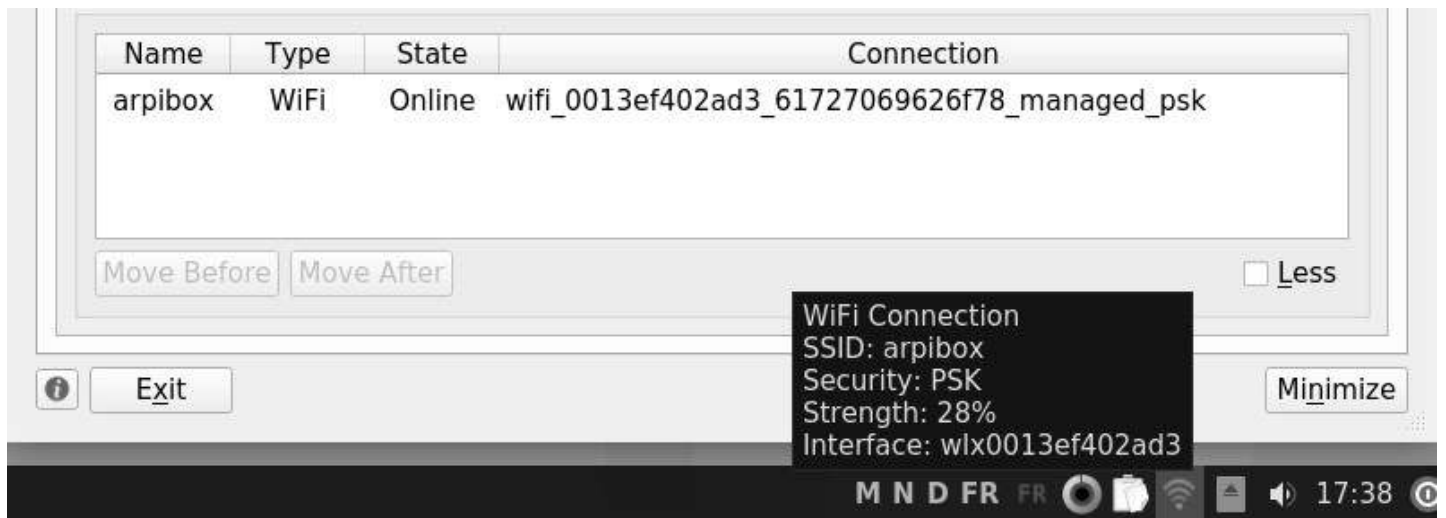 Name Type State Connection
arpibox WiFi Online wifi_0013ef402ad3_61727069626f78_managed_psk
Move Before Move After Less
WiFi Connection
SSID: arpibox
Security: PSK
Strength: 28%
Interface: wlx0013ef402ad3
Exit Minimize
M N D FR FR 17:38